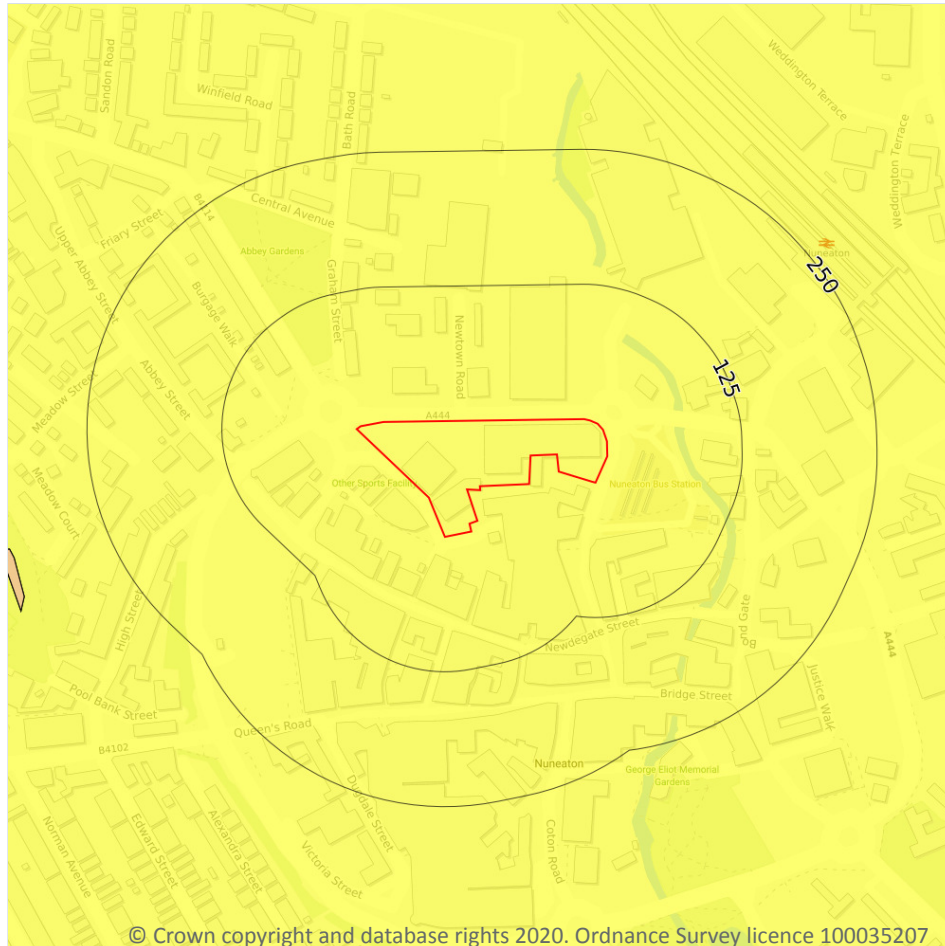 Sandon Road
Winfield Road
Bath Road
Weddington Terrace
Weddington Terrace
B4114
Central Avenue
Friary Street
Upper Abbey Street
Abbey Gardens
Nuneaton
250
Burgage Walk
Graham Street
Newtown Road
125
Abbey Street
Meadow Street
A444
Other Sports Facili
Nuneaton Bus Station
Meadow Court
High Street
Newdegate Street
Bond Gate
A444
Pool Bank Street
Bridge Street
Justice Walk
Queen's Road
B4102
Nuneaton
George Eliot Memorial
Gardens
Dugdale Street
Coton Road
Norman Avenue
Edward Street
Alexandra Street
Victoria Street
© Crown copyright and database rights 2020. Ordnance Survey licence 100035207